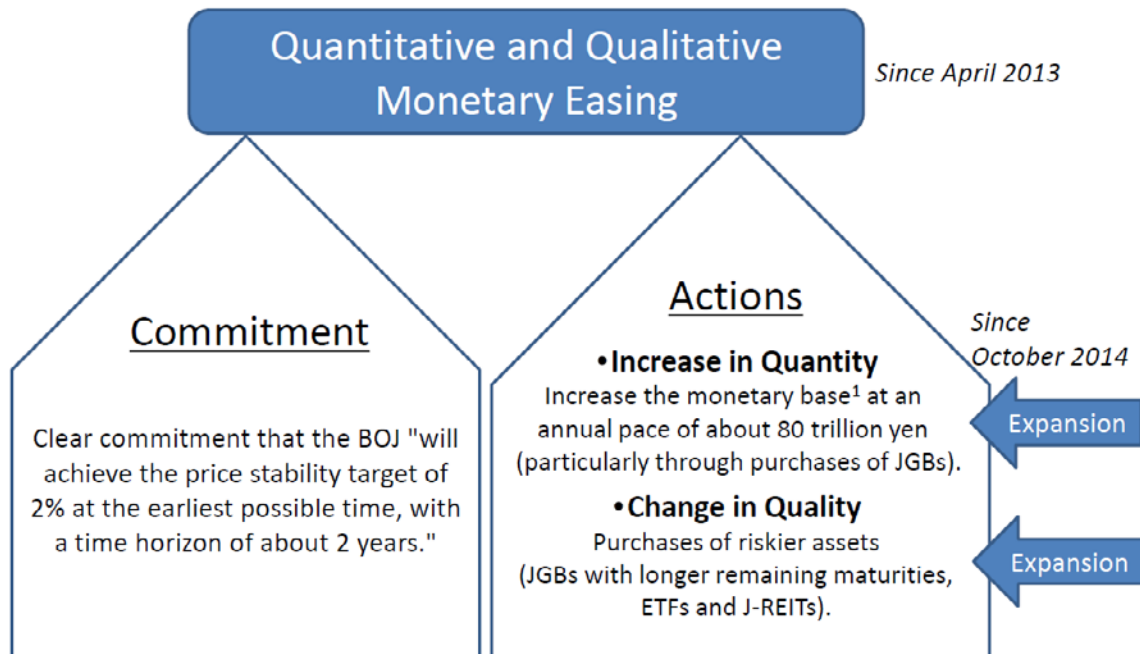 Quantitative and Qualitative
Monetary Easing
Since April 2013
Commitment
Clear commitment that the BOJ "will
achieve the price stability target of
2% at the earliest possible time, with
a time horizon of about 2 years."
Actions
•Increase in Quantity
Increase the monetary base¹ at an
annual pace of about 80 trillion yen
(particularly through purchases of JGBs).
•Change in Quality
Purchases of riskier assets
(JGBs with longer remaining maturities,
ETFs and J-REITs).
Since
October 2014
Expansion
Expansion